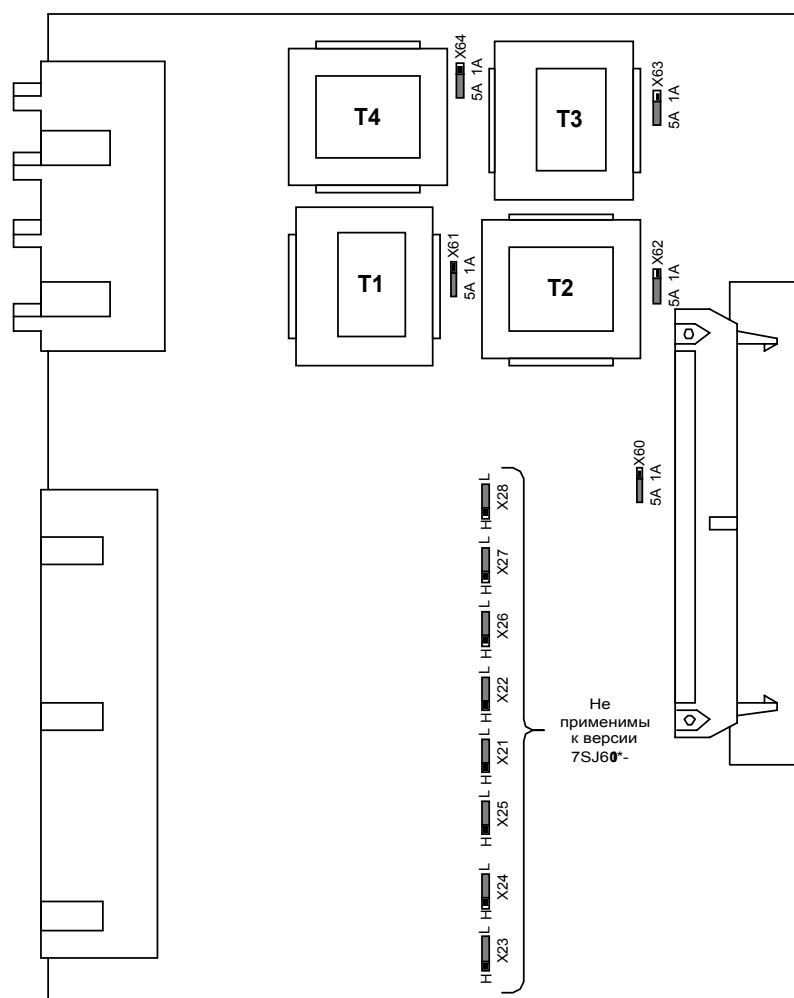 T4
X64
5A 1A
T3
X63
5A 1A
T1
X61
5A 1A
T2
X62
5A 1A
X60
5A 1A
H L
X28
H L
X27
H L
X26
H L
X22
H L
X21
H L
X25
H L
X24
H L
X23
Не
применимы
к версии
7SJ60*-